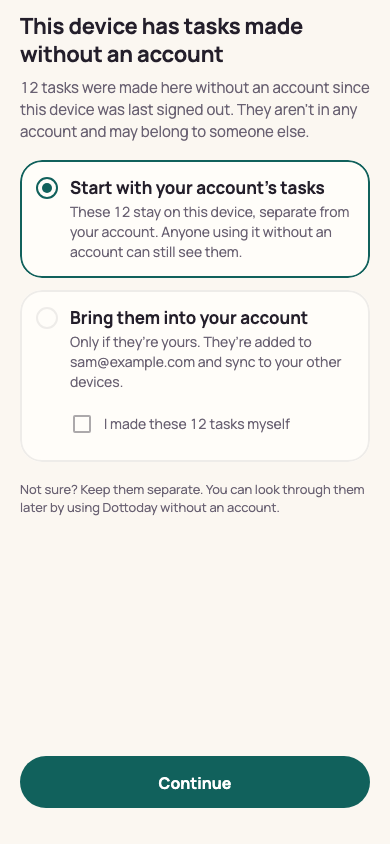 This device has tasks made
without an account
12 tasks were made here without an account since
this device was last signed out. They aren’t in any
account and may belong to someone else.
Start with your account’s tasks
These 12 stay on this device, separate from
your account. Anyone using it without an
account can still see them.
Bring them into your account
Only if they’re yours. They’re added to
sam@example.com and sync to your other
devices.
I made these 12 tasks myself
Not sure? Keep them separate. You can look through them
later by using Dottoday without an account.
Continue